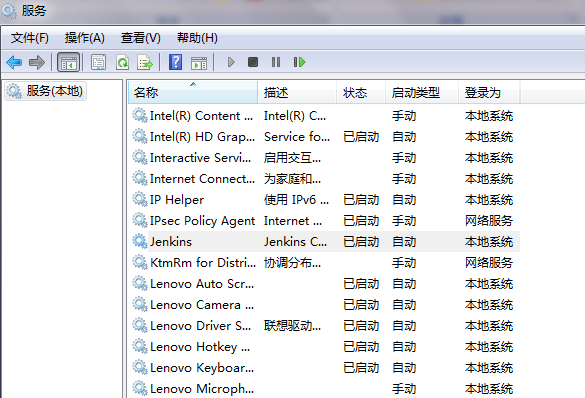 服务
文件(F) 操作(A) 查看(V) 帮助(H)
服务(本地)
名称 描述 状态 启动类型 登录为
Intel(R) Content ... Intel(R) C... 手动 本地系统
Intel(R) HD Grap... Service fo... 已启动 自动 本地系统
Interactive Servi... 启用交互... 手动 本地系统
Internet Connect... 为家庭和... 手动 本地系统
IP Helper 使用 IPv6 ... 已启动 自动 本地系统
IPsec Policy Agent Internet ... 已启动 手动 网络服务
Jenkins Jenkins C... 已启动 自动 本地系统
KtmRm for Distri... 协调分布... 手动 网络服务
Lenovo Auto Scr... 已启动 自动 本地系统
Lenovo Camera ... 已启动 自动 本地系统
Lenovo Driver S... 联想驱动... 已启动 自动 本地系统
Lenovo Hotkey ... 已启动 自动 本地系统
Lenovo Keyboar... 已启动 自动 本地系统
Lenovo Microph... 手动 本地系统